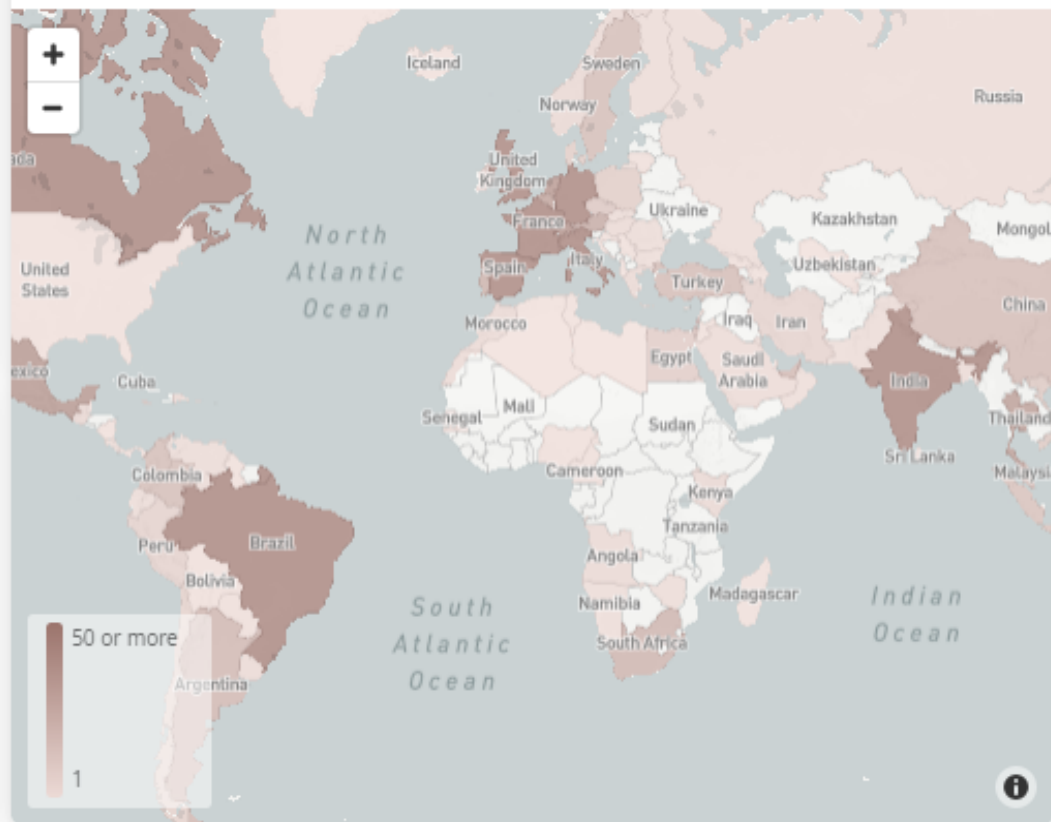 +
−
Iceland
Sweden
Norway
Russia
ada
United
Kingdom
Ukraine
Kazakhstan
Mongol
France
North
Atlantic
Ocean
Spain
Italy
Uzbekistan
United
States
Turkey
China
Morocco
Iraq
Iran
exico
Cuba
Egypt
Saudi
Arabia
India
Senegal
Mali
Sudan
Thailand
Colombia
Cameroon
Sri Lanka
Malaysi
Kenya
Tanzania
Peru
Brazil
Angola
Bolivia
Namibia
Madagascar
Indian
Ocean
South
Atlantic
Ocean
South Africa
50 or more
Argentina
1
i